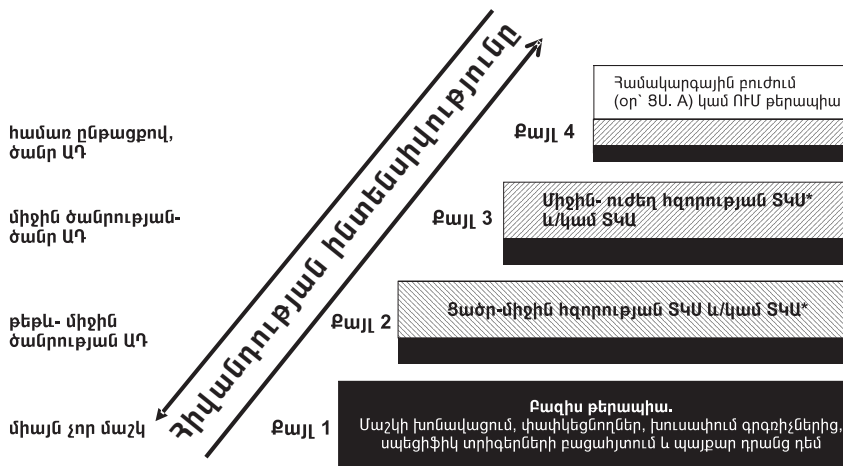 Համակարգային բուժում
(օր՝ ՑՍ. A) կամ ՈՒՄ թերապիա
Քայլ 4
համառ ընթացքով,
ծանր ԱԴ
Միջին- ուժեղ հզորության ՏԿՍ*
և/կամ ՏԿԱ
Քայլ 3
միջին ծանրության-
ծանր ԱԴ
Ցածր-միջին հզորության ՏԿՍ և/կամ ՏԿԱ*
Քայլ 2
թեթև- միջին
ծանրության ԱԴ
Հիվանդության ինտենսիվությունը
Բազիս թերապիա.
Մաշկի խոնավացում, փափկեցնողներ, խուսափում գրգռիչներից,
սպեցիֆիկ տրիգերների բացահյտում և պայքար դրանց դեմ
Քայլ 1
միայն չոր մաշկ